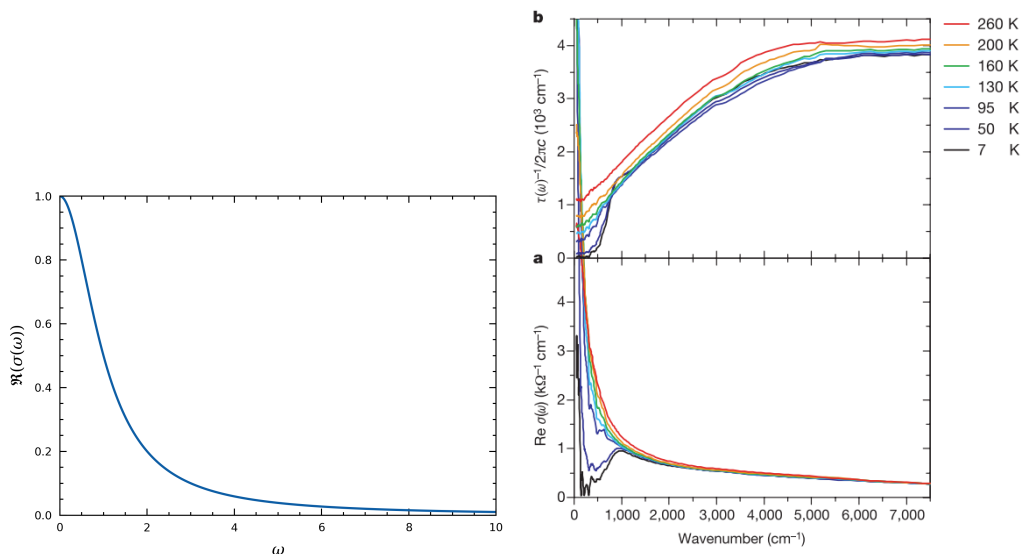 1.0
0.8
0.6
0.4
0.2
0.0
ℜ(σ(ω))
0 2 4 6 8 10
ω
b
4
3
2
1
0
τ(ω)⁻¹/2πc (10³ cm⁻¹)
260 K
200 K
160 K
130 K
95 K
50 K
7 K
a
4
3
2
1
0
Re σ(ω) (kΩ⁻¹ cm⁻¹)
0 1,000 2,000 3,000 4,000 5,000 6,000 7,000
Wavenumber (cm⁻¹)